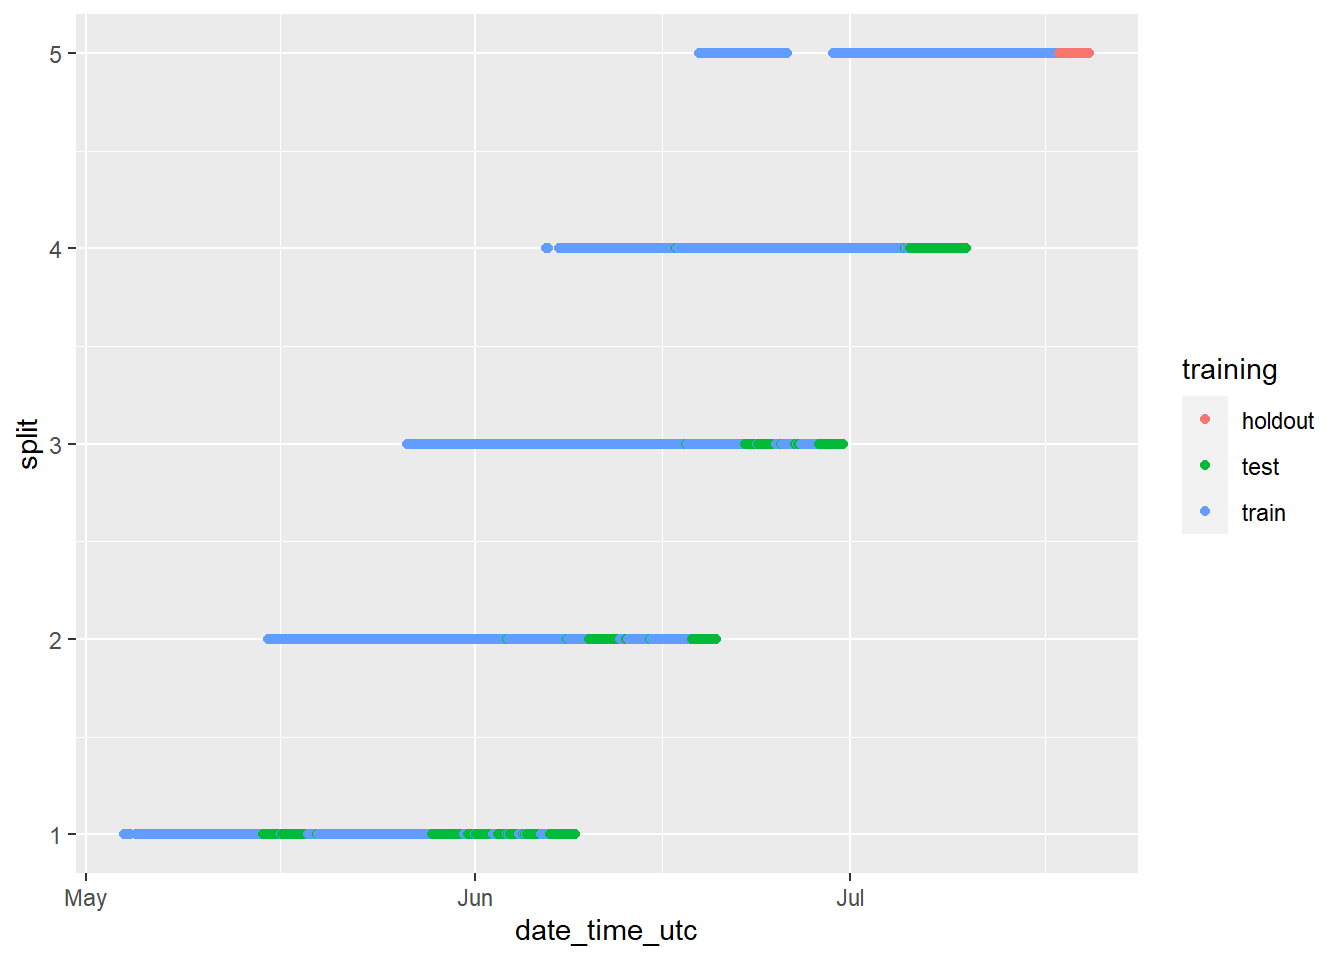 5
4
3
2
1
split
May
Jun
Jul
date_time_utc
training
holdout
test
train